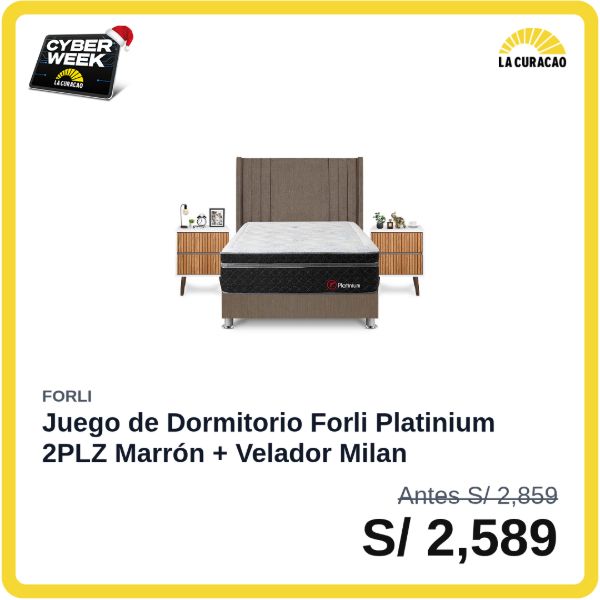 CYBER
WEEK
LA CURACAO
LA CURACAO
Platinium
FORLI
Juego de Dormitorio Forli Platinium
2PLZ Marrón + Velador Milan
Antes S/ 2,859
S/ 2,589